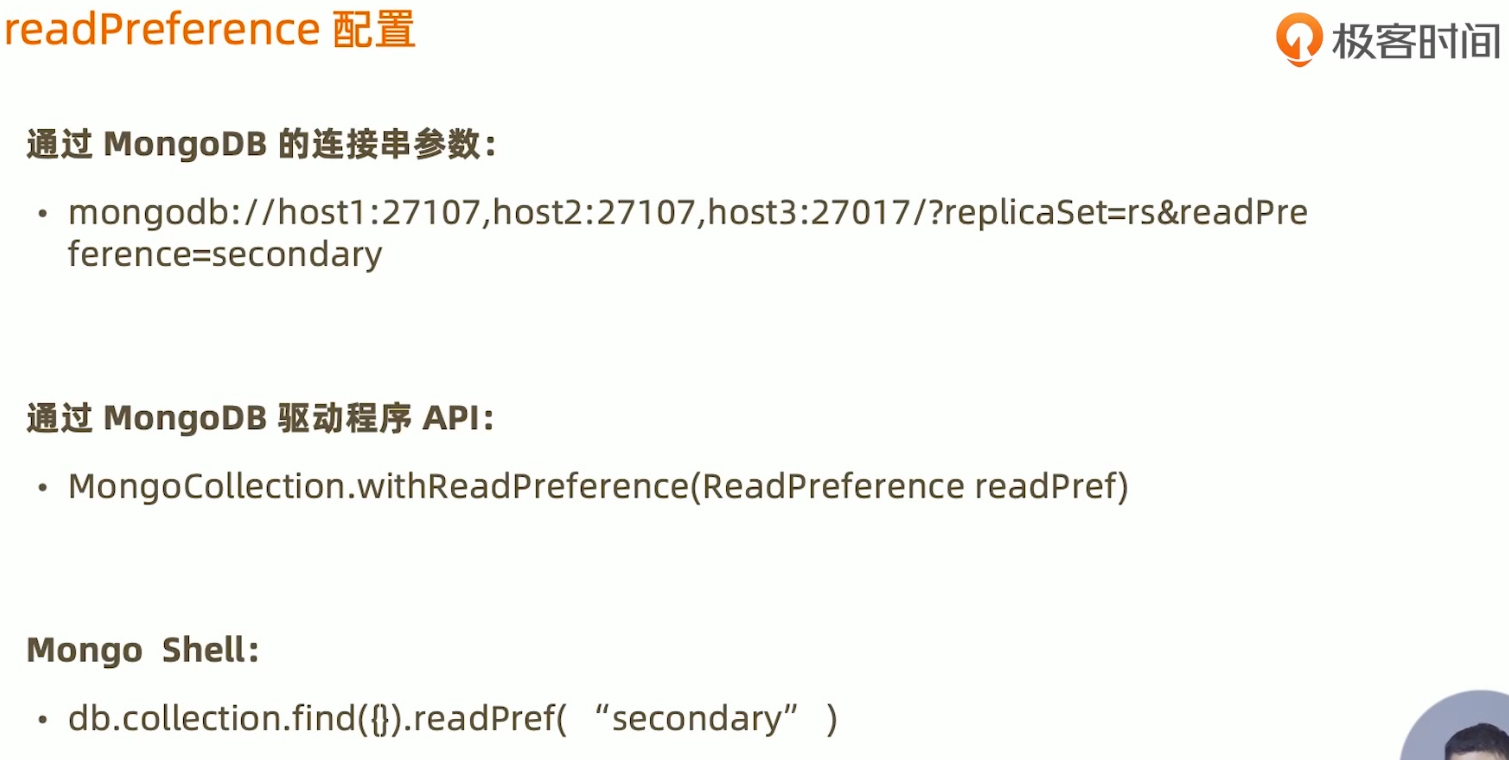 readPreference 配置
极客时间
通过 MongoDB 的连接串参数：
• mongodb://host1:27107,host2:27107,host3:27017/?replicaSet=rs&readPre
ference=secondary
通过 MongoDB 驱动程序 API：
• MongoCollection.withReadPreference(ReadPreference readPref)
Mongo Shell：
• db.collection.find({}).readPref( “secondary” )